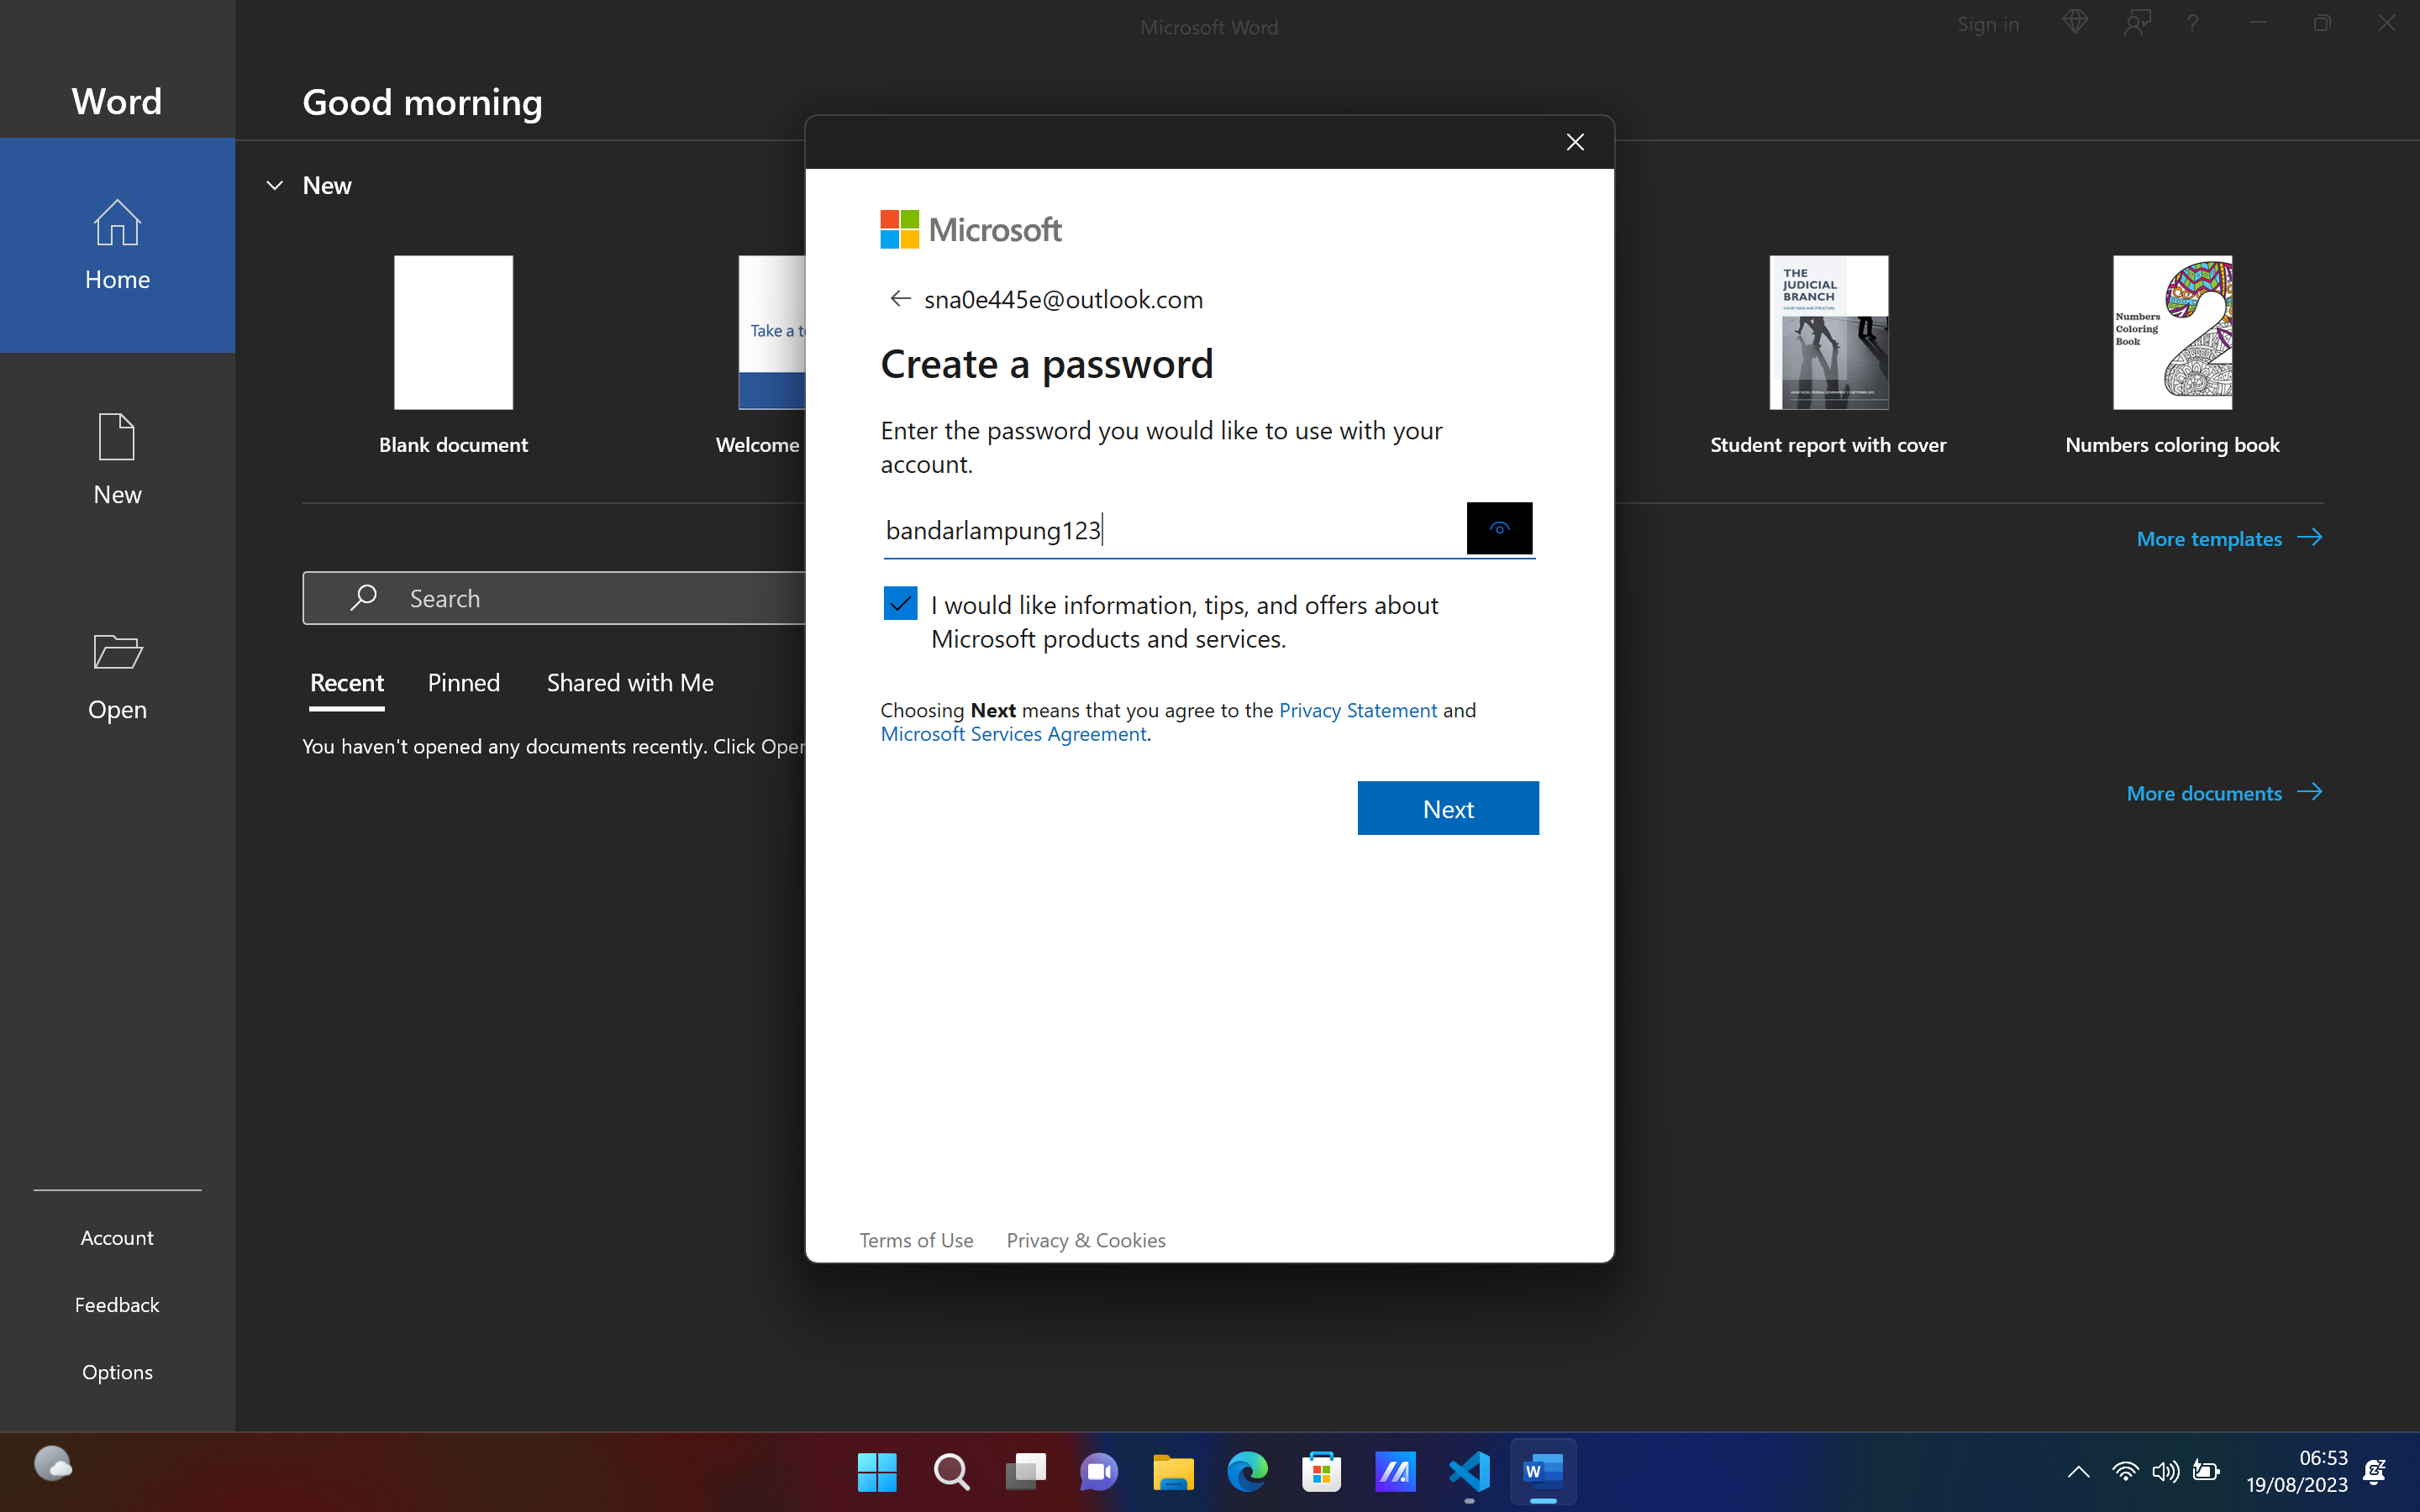 Microsoft Word
Sign in
?
Word
Good morning
Home
New
Open
New
Blank document
Take a t
Welcome
THE
JUDICIAL
BRANCH
Student report with cover
Numbers
Coloring
Book
Numbers coloring book
More templates
Search
Recent
Pinned
Shared with Me
You haven't opened any documents recently. Click Open
More documents
Microsoft
sna0e445e@outlook.com
Create a password
Enter the password you would like to use with your
account.
bandarlampung123
I would like information, tips, and offers about
Microsoft products and services.
Choosing Next means that you agree to the Privacy Statement and
Microsoft Services Agreement.
Next
Terms of Use
Privacy & Cookies
Account
Feedback
Options
W
06:53
19/08/2023